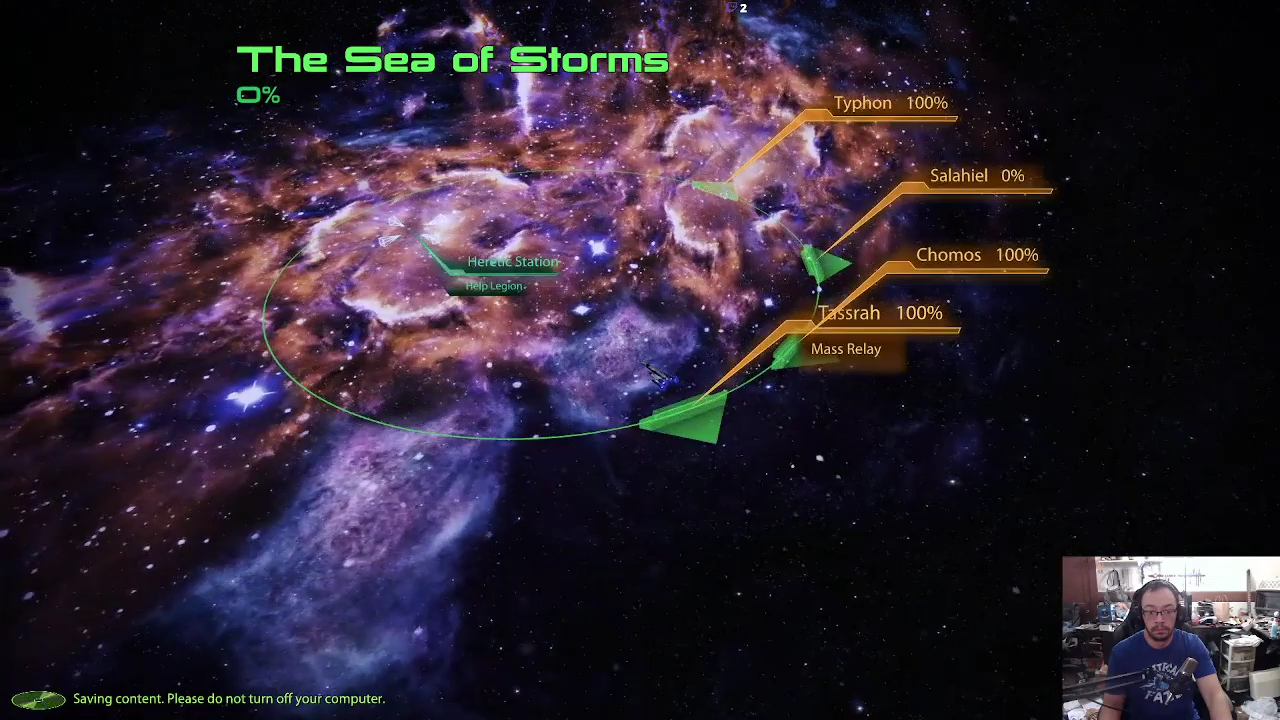 2
The Sea of Storms
0%
Typhon 100%
Salahiel 0%
Chomos 100%
Heretic Station
Help Legion
Tassrah 100%
Mass Relay
Saving content. Please do not turn off your computer.